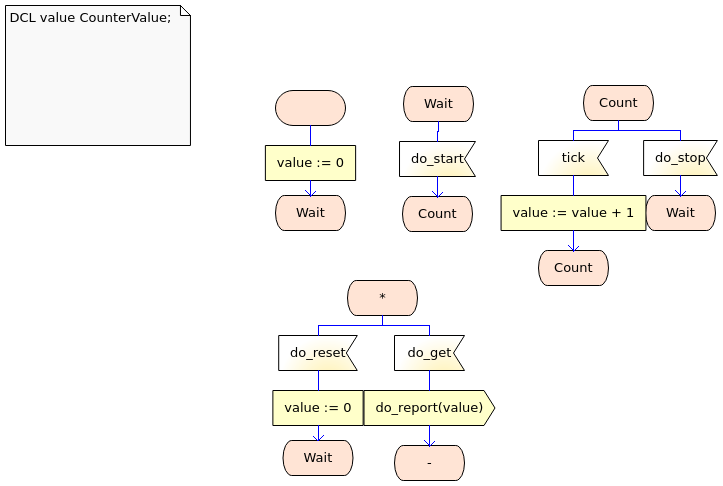 DCL value CounterValue;
value := 0
Wait
Wait
do_start
Count
Count
tick
do_stop
value := value + 1
Wait
Count
*
do_reset
do_get
value := 0
do_report(value)
Wait
-